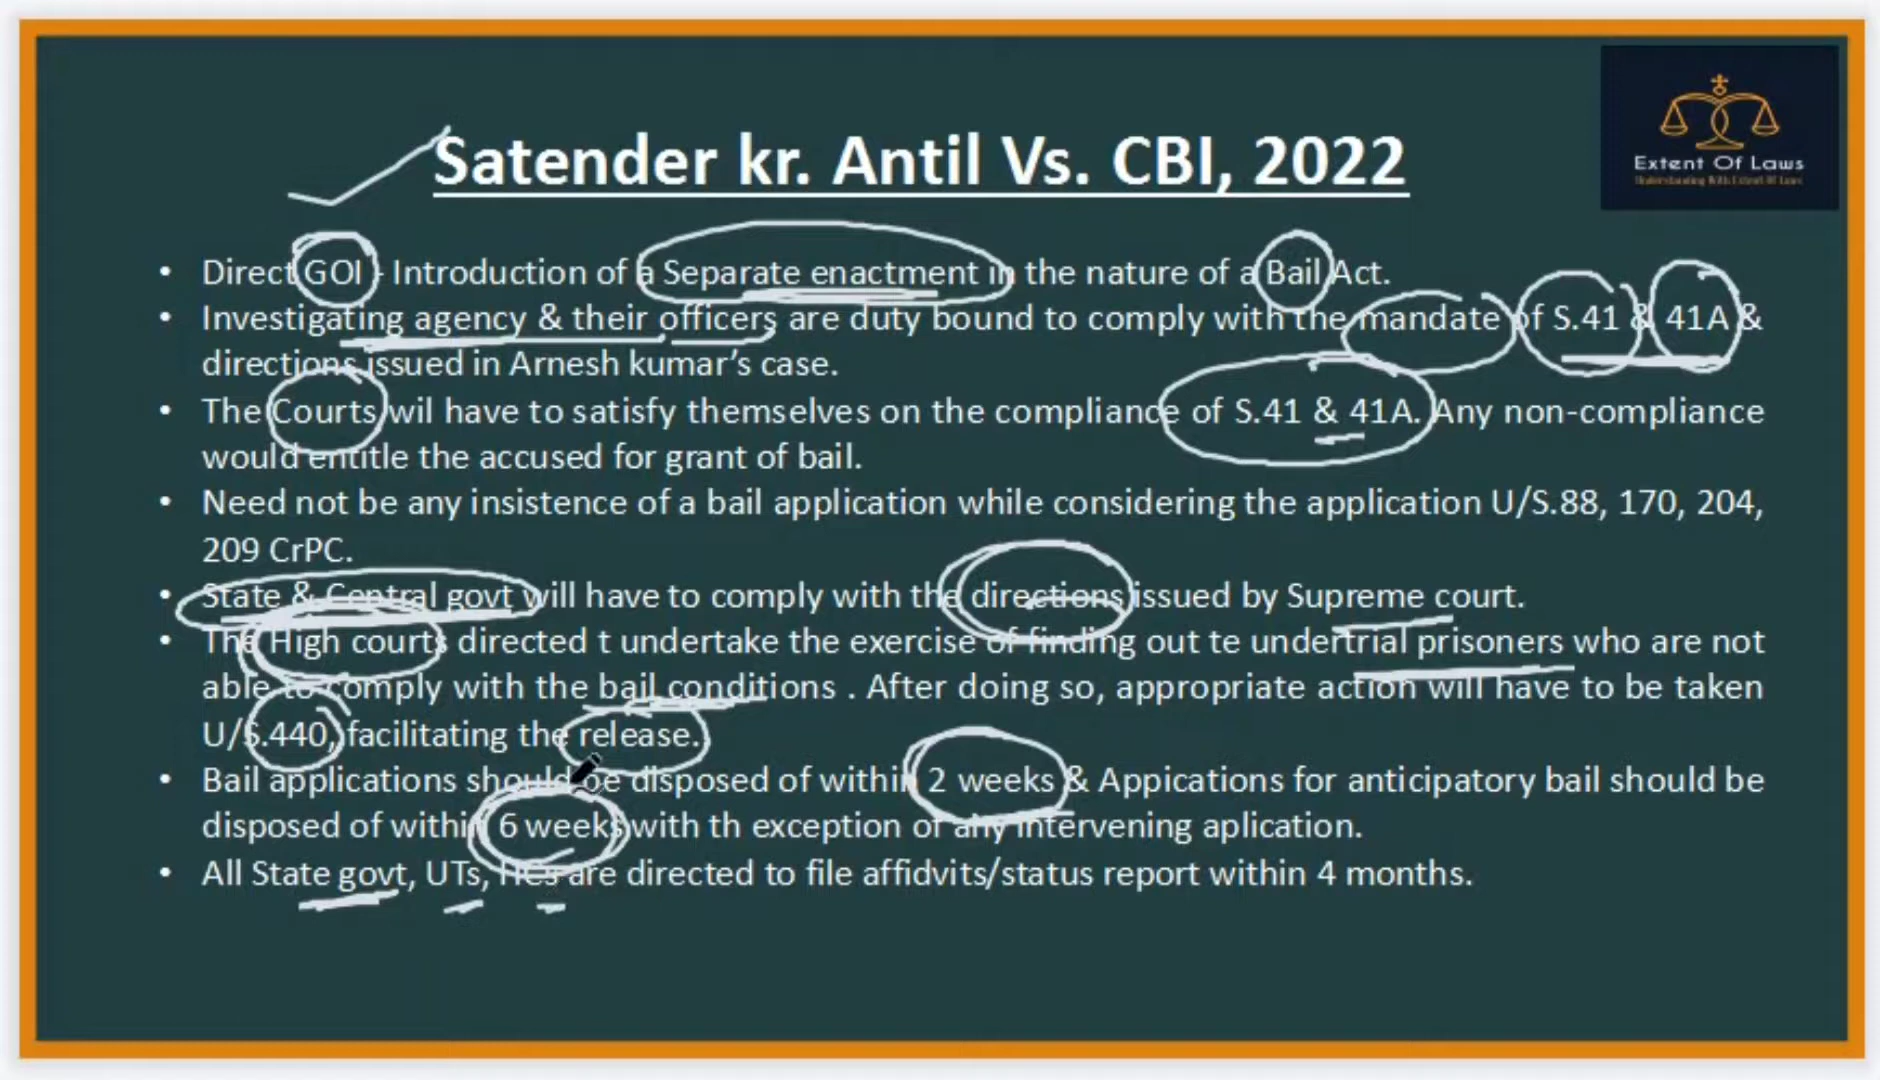 Extent Of Laws
Understanding With Extent Of Laws
Satender kr. Antil Vs. CBI, 2022
• Direct GOI - Introduction of a Separate enactment in the nature of a Bail Act.
• Investigating agency & their officers are duty bound to comply with the mandate of S.41 & 41A &
directions issued in Arnesh kumar's case.
• The Courts wil have to satisfy themselves on the compliance of S.41 & 41A. Any non-compliance
would entitle the accused for grant of bail.
• Need not be any insistence of a bail application while considering the application U/S.88, 170, 204,
209 CrPC.
• State & Central govt will have to comply with the directions issued by Supreme court.
• The High courts directed t undertake the exercise of finding out te undertrial prisoners who are not
able to comply with the bail conditions . After doing so, appropriate action will have to be taken
U/S.440, facilitating the release.
• Bail applications should be disposed of within 2 weeks & Appications for anticipatory bail should be
disposed of within 6 weeks with th exception of any intervening aplication.
• All State govt, UTs, HCs are directed to file affidvits/status report within 4 months.